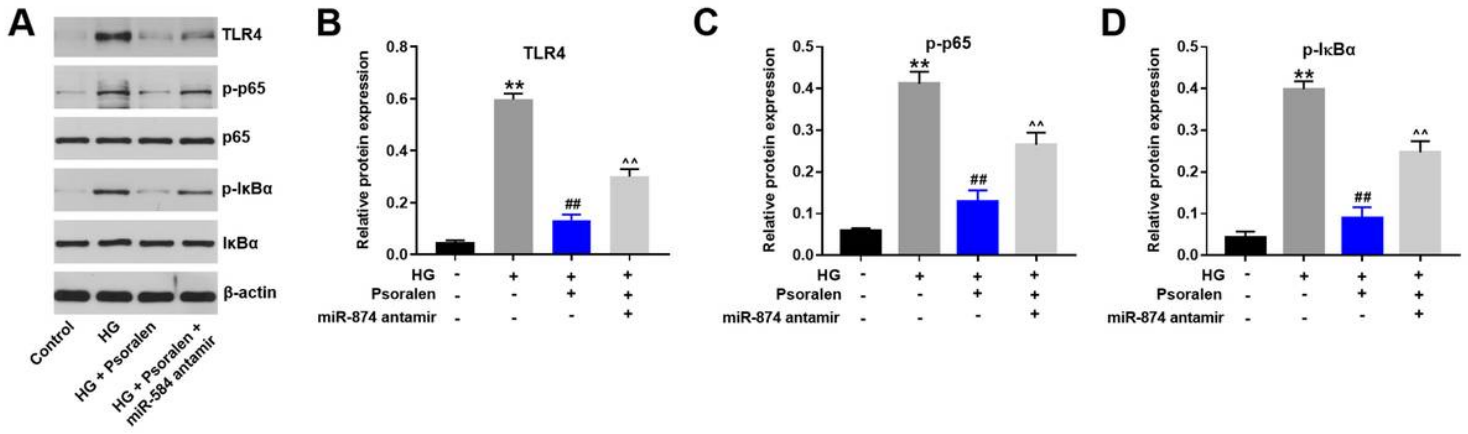 A
TLR4
p-p65
p65
p-IκBα
IκBα
β-actin
Control
HG
HG + Psoralen
HG + Psoralen +
miR-584 antamir
B
TLR4
Relative protein expression
0.8
0.6
0.4
0.2
0.0
**
##
^^
HG - + + +
Psoralen - - + +
miR-874 antamir - - - +
C
p-p65
Relative protein expression
0.5
0.4
0.3
0.2
0.1
0.0
**
##
^^
HG - + + +
Psoralen - - + +
miR-874 antamir - - - +
D
p-IκBα
Relative protein expression
0.5
0.4
0.3
0.2
0.1
0.0
**
##
^^
HG - + + +
Psoralen - - + +
miR-874 antamir - - - +